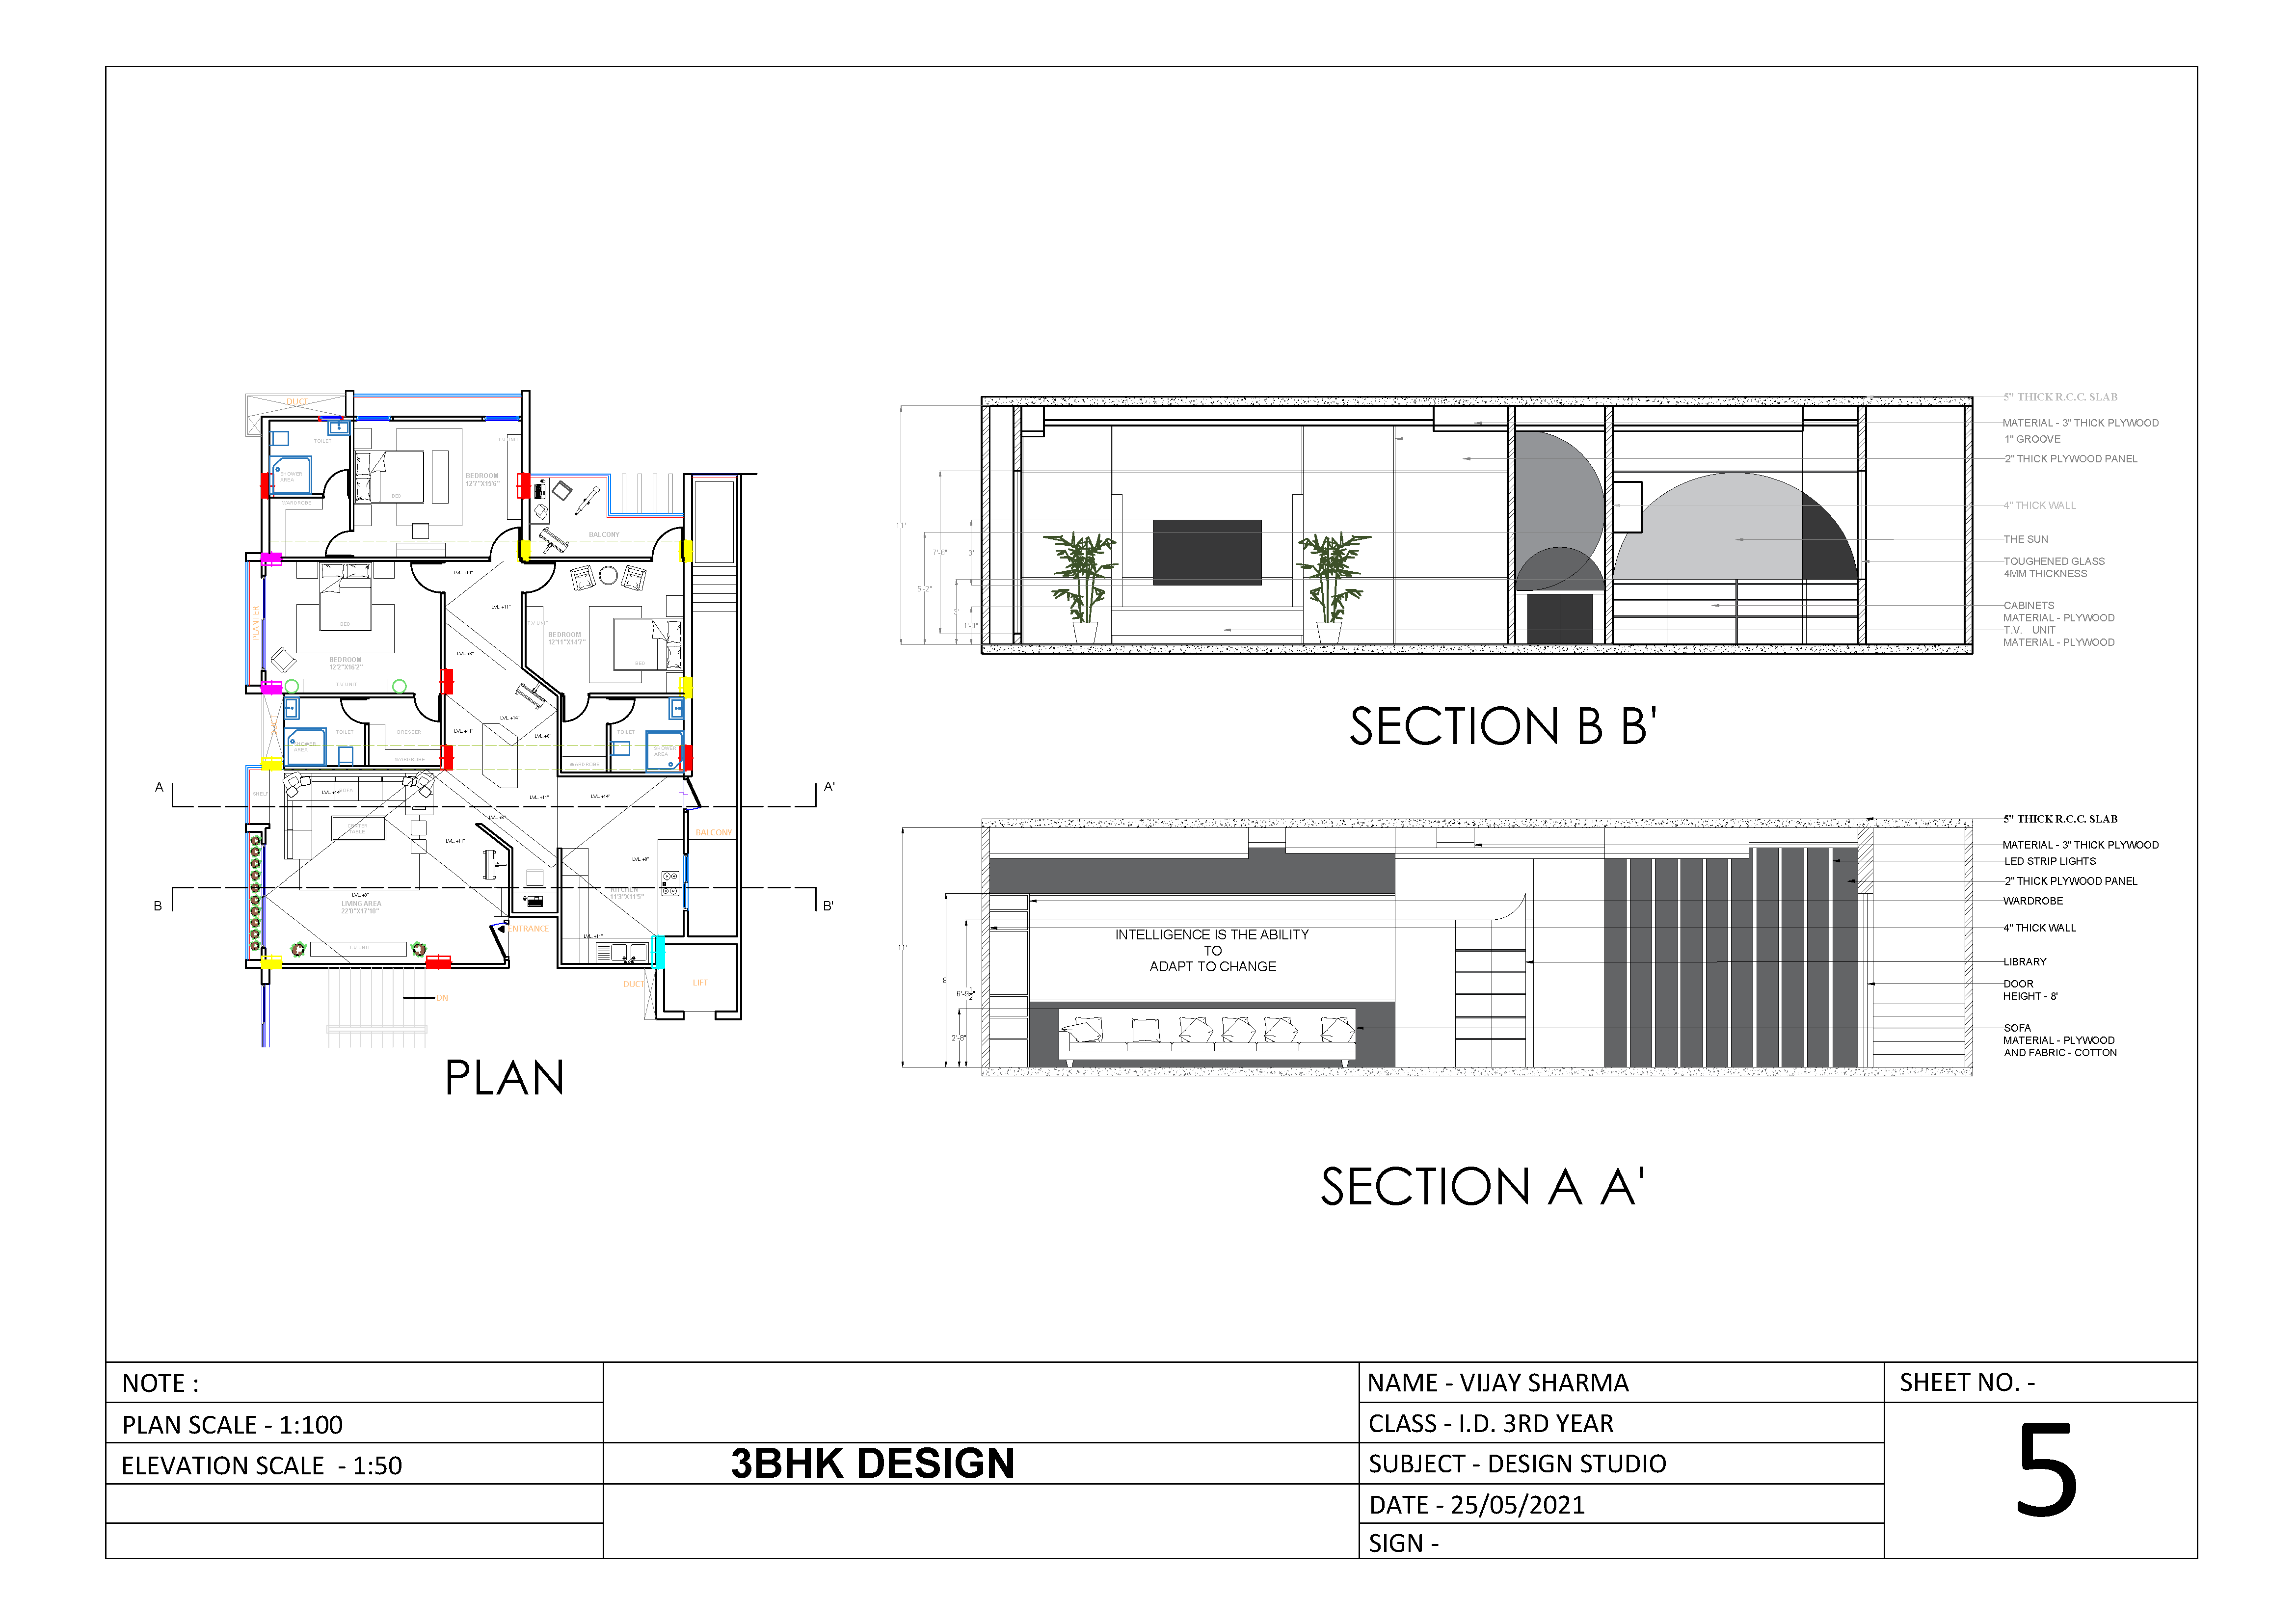 DUCT
TOILET
T.V UNIT
SHOWER
AREA
BEDROOM
12'7"X15'6"
BED
WARDROBE
BALCONY
LVL +14"
LVL +11"
PLANTER
BED
T.V UNIT
BEDROOM
12'11"X14'7"
LVL +8"
BEDROOM
12'2"X16'2"
BED
T.V UNIT
LVL +14"
DUCT
TOILET
DRESSER
LVL +11"
LVL +8"
TOILET
SHOWER
AREA
SHOWER
AREA
WARDROBE
WARDROBE
A
A'
SHELF
LVL +14"
SOFA
LVL +11"
LVL +14"
LVL +8"
CENTER
TABLE
BALCONY
LVL +11"
LVL +8"
KITCHEN
11'3"X11'5"
LVL +8"
LIVING AREA
22'0"X17'10"
B
B'
ENTRANCE
LVL +11"
T.V UNIT
DUCT
LIFT
DN
PLAN
5" THICK R.C.C. SLAB
MATERIAL - 3" THICK PLYWOOD
1" GROOVE
2" THICK PLYWOOD PANEL
4" THICK WALL
THE SUN
TOUGHENED GLASS
4MM THICKNESS
CABINETS
MATERIAL - PLYWOOD
T.V. UNIT
MATERIAL - PLYWOOD
11'
7'-6"
3'
5'-2"
1'-9"
SECTION B B'
5" THICK R.C.C. SLAB
MATERIAL - 3" THICK PLYWOOD
LED STRIP LIGHTS
2" THICK PLYWOOD PANEL
WARDROBE
4" THICK WALL
LIBRARY
DOOR
HEIGHT - 8'
SOFA
MATERIAL - PLYWOOD
AND FABRIC - COTTON
INTELLIGENCE IS THE ABILITY
TO
ADAPT TO CHANGE
11'
8'
6'-9½"
2'-8"
SECTION A A'
NOTE :
PLAN SCALE - 1:100
ELEVATION SCALE - 1:50
3BHK DESIGN
NAME - VIJAY SHARMA
CLASS - I.D. 3RD YEAR
SUBJECT - DESIGN STUDIO
DATE - 25/05/2021
SIGN -
SHEET NO. -
5